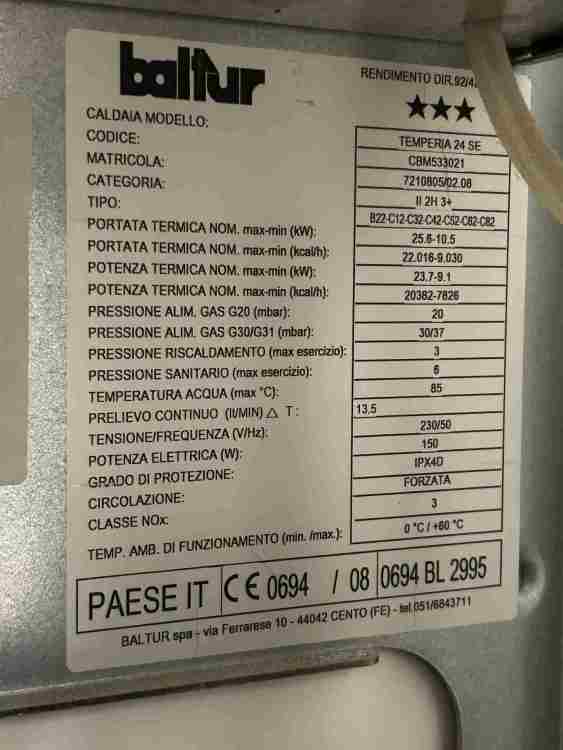 baltur
RENDIMENTO DIR.92/42
★★★
CALDAIA MODELLO: TEMPERIA 24 SE
CODICE: CBM533021
MATRICOLA: 7210805/02.08
CATEGORIA: II 2H 3+
TIPO: B22-C12-C32-C42-C52-C62-C82
PORTATA TERMICA NOM. max-min (kW): 25.6-10.5
PORTATA TERMICA NOM. max-min (kcal/h): 22.016-9.030
POTENZA TERMICA NOM. max-min (kW): 23.7-9.1
POTENZA TERMICA NOM. max-min (kcal/h): 20382-7826
PRESSIONE ALIM. GAS G20 (mbar): 20
PRESSIONE ALIM. GAS G30/G31 (mbar): 30/37
PRESSIONE RISCALDAMENTO (max esercizio): 3
PRESSIONE SANITARIO (max esercizio): 6
TEMPERATURA ACQUA (max °C): 85
PRELIEVO CONTINUO (lt/MIN) △ T: 13.5
TENSIONE/FREQUENZA (V/Hz): 230/50
POTENZA ELETTRICA (W): 150
GRADO DI PROTEZIONE: IPX4D
CIRCOLAZIONE: FORZATA
CLASSE NOx: 3
TEMP. AMB. DI FUNZIONAMENTO (min. /max.): 0 °C / +60 °C
PAESE IT CE 0694 / 08 0694 BL 2995
BALTUR spa - via Ferrarese 10 - 44042 CENTO (FE) - tel.051/6843711